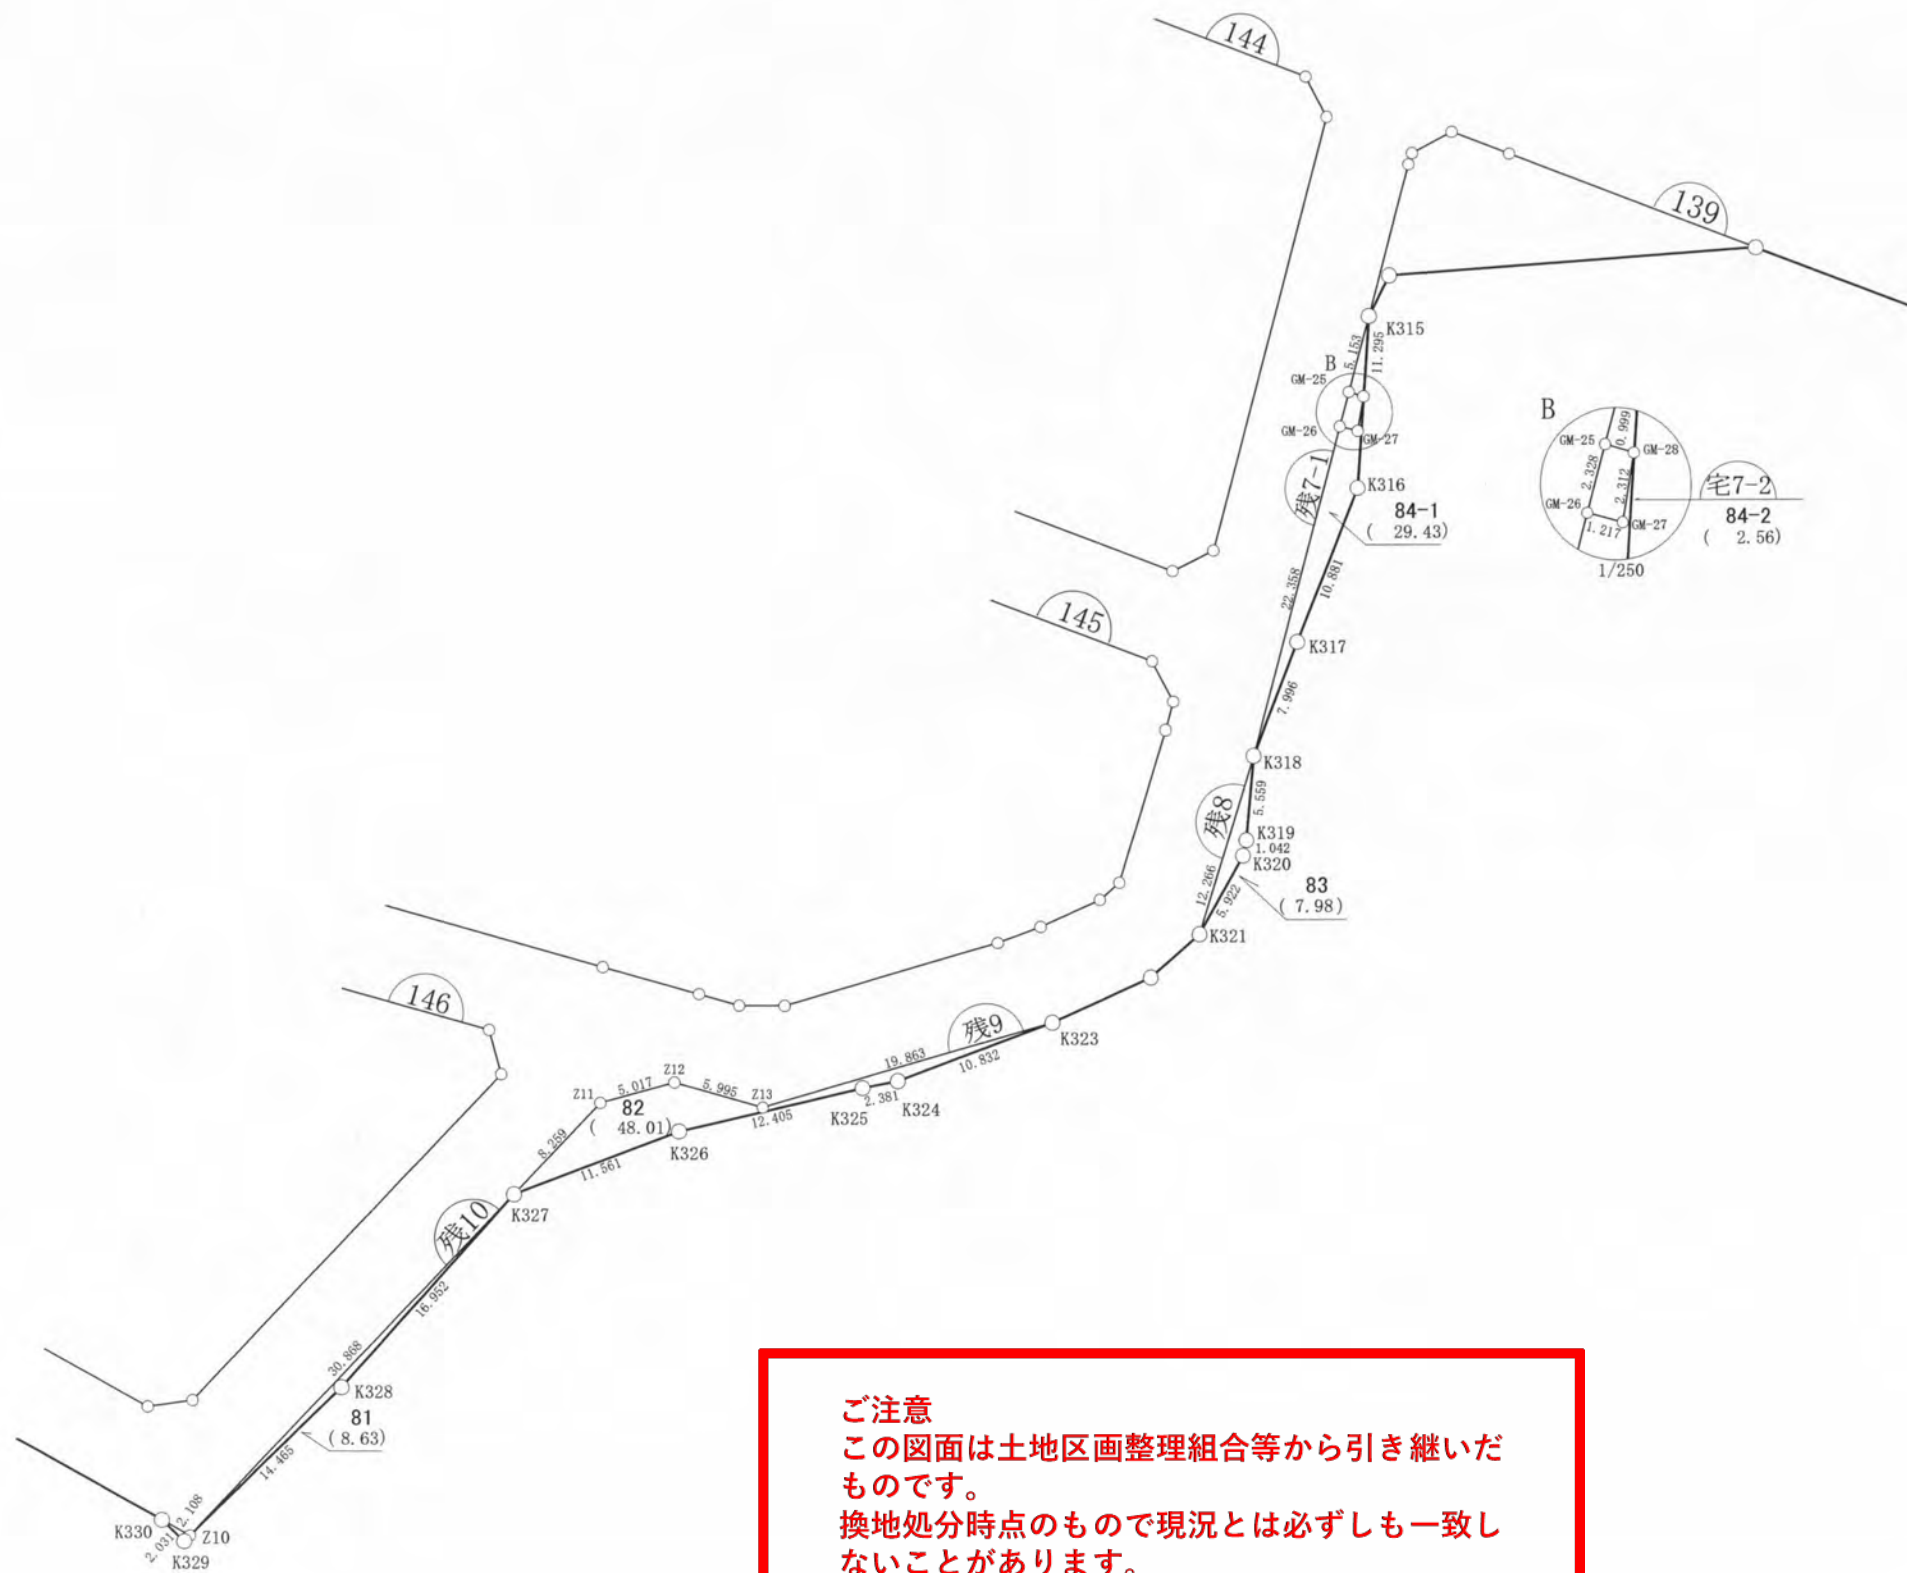 144
139
K315
5.153
11.295
B
GM-25
GM-26
GM-27
残7-1
K316
84-1
( 29.43)
B
0.999
GM-25
GM-28
2.328
2.312
GM-26
GM-27
1.217
宅7-2
84-2
( 2.56)
1/250
22.358
10.881
145
K317
7.996
K318
残8
5.559
K319
1.042
K320
12.266
5.922
83
( 7.98)
K321
146
残9
K323
19.863
10.832
Z12
Z11
5.017
5.995
Z13
82
( 48.01)
12.405
K325
2.381
K324
K326
8.259
11.561
K327
残10
16.952
30.868
K328
81
( 8.63)
14.465
2.108
K330
Z10
2.031
K329
ご注意
この図面は土地区画整理組合等から引き継いだ
ものです。
換地処分時点のもので現況とは必ずしも一致し
ないことがあります。